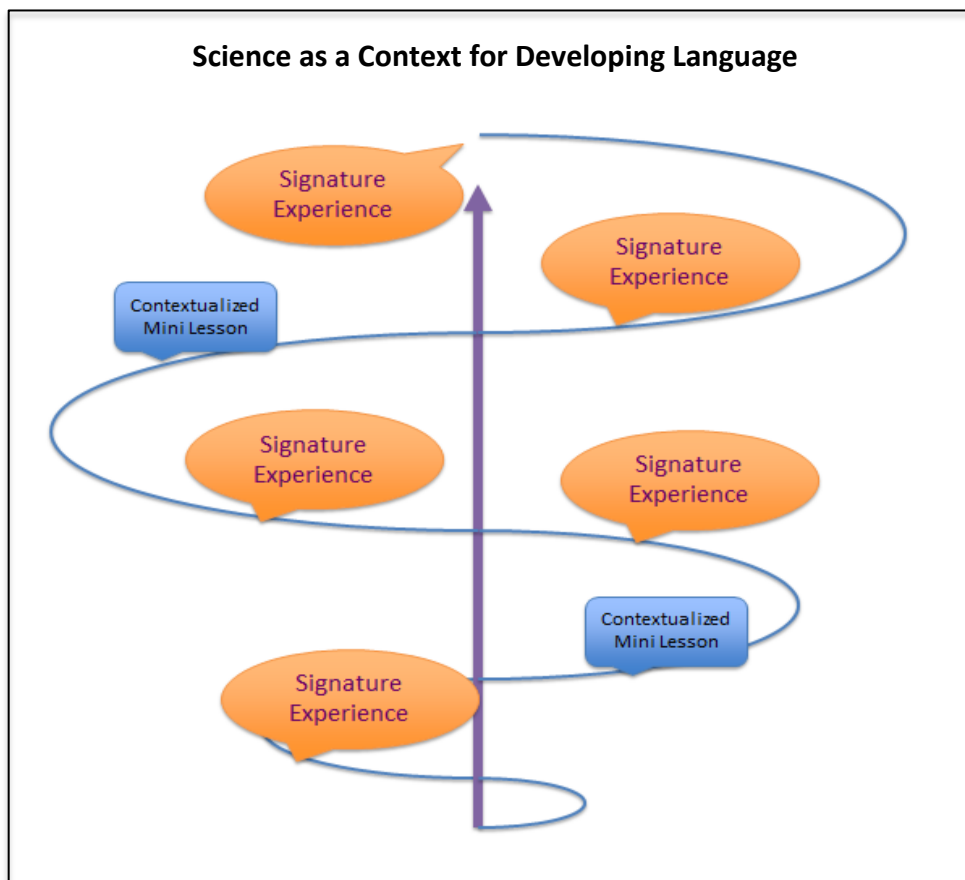 Science as a Context for Developing Language
Signature
Experience
Signature
Experience
Contextualized
Mini Lesson
Signature
Experience
Signature
Experience
Contextualized
Mini Lesson
Signature
Experience